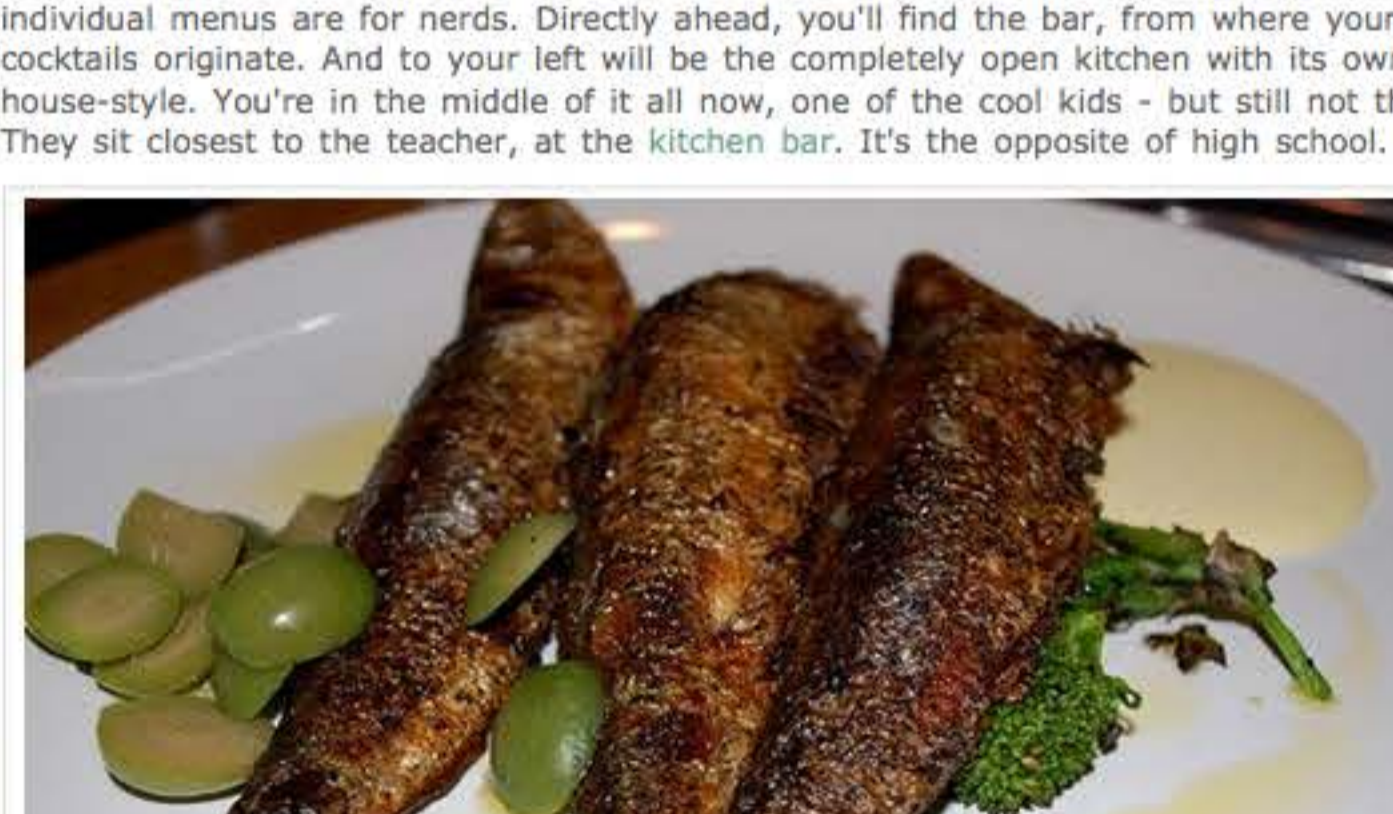 individual menus are for nerds. Directly ahead, you'll find the bar, from where your
cocktails originate. And to your left will be the completely open kitchen with its own
house-style. You're in the middle of it all now, one of the cool kids - but still not
They sit closest to the teacher, at the kitchen bar. It's the opposite of high school.